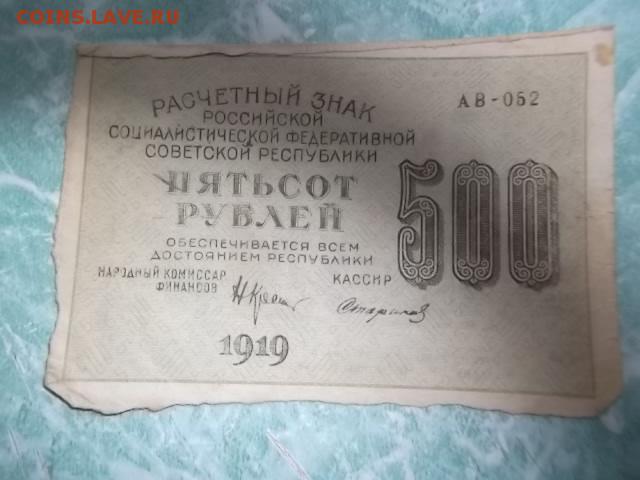 COINS.LAVE.RU
РАСЧЕТНЫЙ ЗНАК
РОССИЙСКОЙ
СОЦИАЛИСТИЧЕСКОЙ ФЕДЕРАТИВНОЙ
СОВЕТСКОЙ РЕСПУБЛИКИ
АВ-052
ПЯТЬСОТ
РУБЛЕЙ
500
ОБЕСПЕЧИВАЕТСЯ ВСЕМ
ДОСТОЯНИЕМ РЕСПУБЛИКИ
НАРОДНЫЙ КОМИССАР
ФИНАНСОВ
КАССИР
1919